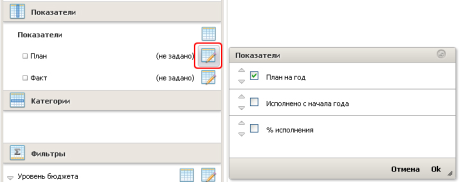 Показатели
Показатели
План (не задано)
Факт (не задано)
Категории
Фильтры
Уровень бюджета
Показатели
План на год
Исполнено с начала года
% исполнения
Отмена Ok